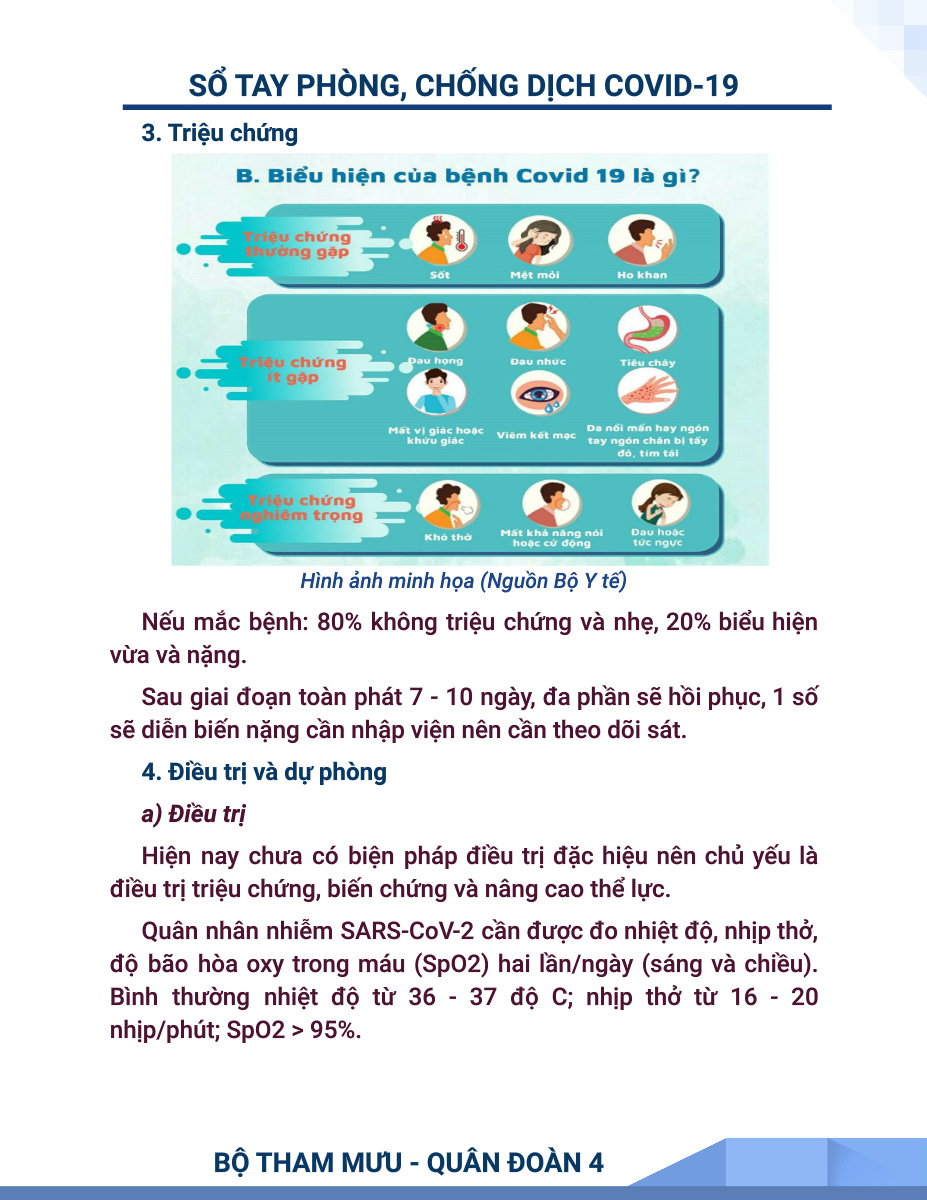 SỔ TAY PHÒNG, CHỐNG DỊCH COVID-19
3. Triệu chứng
B. Biểu hiện của bệnh Covid 19 là gì?
Triệu chứng
thường gặp
Sốt
Mệt mỏi
Ho khan
Triệu chứng
ít gặp
Đau họng
Đau nhức
Tiêu chảy
Mất vị giác hoặc
khứu giác
Viêm kết mạc
Da nổi mẩn hay ngón
tay ngón chân bị tấy
đỏ, tím tái
Triệu chứng
nghiêm trọng
Khó thở
Mất khả năng nói
hoặc cử động
Đau hoặc
tức ngực
Hình ảnh minh họa (Nguồn Bộ Y tế)
Nếu mắc bệnh: 80% không triệu chứng và nhẹ, 20% biểu hiện
vừa và nặng.
Sau giai đoạn toàn phát 7 - 10 ngày, đa phần sẽ hồi phục, 1 số
sẽ diễn biến nặng cần nhập viện nên cần theo dõi sát.
4. Điều trị và dự phòng
a) Điều trị
Hiện nay chưa có biện pháp điều trị đặc hiệu nên chủ yếu là
điều trị triệu chứng, biến chứng và nâng cao thể lực.
Quân nhân nhiễm SARS-CoV-2 cần được đo nhiệt độ, nhịp thở,
độ bão hòa oxy trong máu (SpO2) hai lần/ngày (sáng và chiều).
Bình thường nhiệt độ từ 36 - 37 độ C; nhịp thở từ 16 - 20
nhịp/phút; SpO2 > 95%.
BỘ THAM MƯU - QUÂN ĐOÀN 4